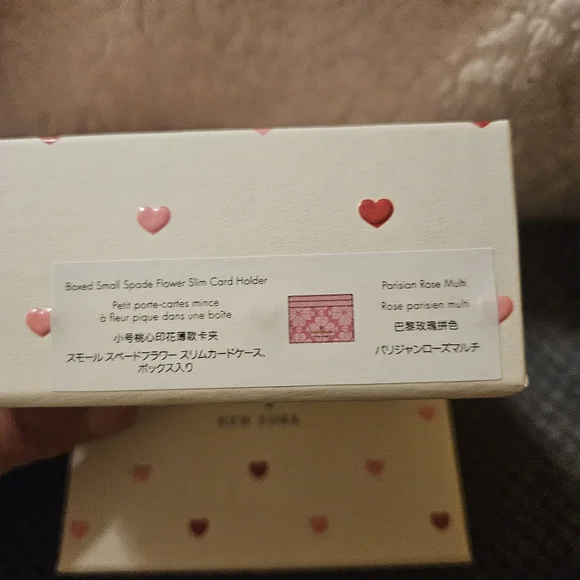 Boxed Small Spade Flower Slim Card Holder
Petit porte-cartes mince
à fleur pique dans une boîte
小号桃心印花薄款卡夹
スモール スペードフラワー スリムカードケース、
ボックス入り
Parisian Rose Multi
Rose parisien multi
巴黎玫瑰拼色
パリジャンローズマルチ
NEW YORK